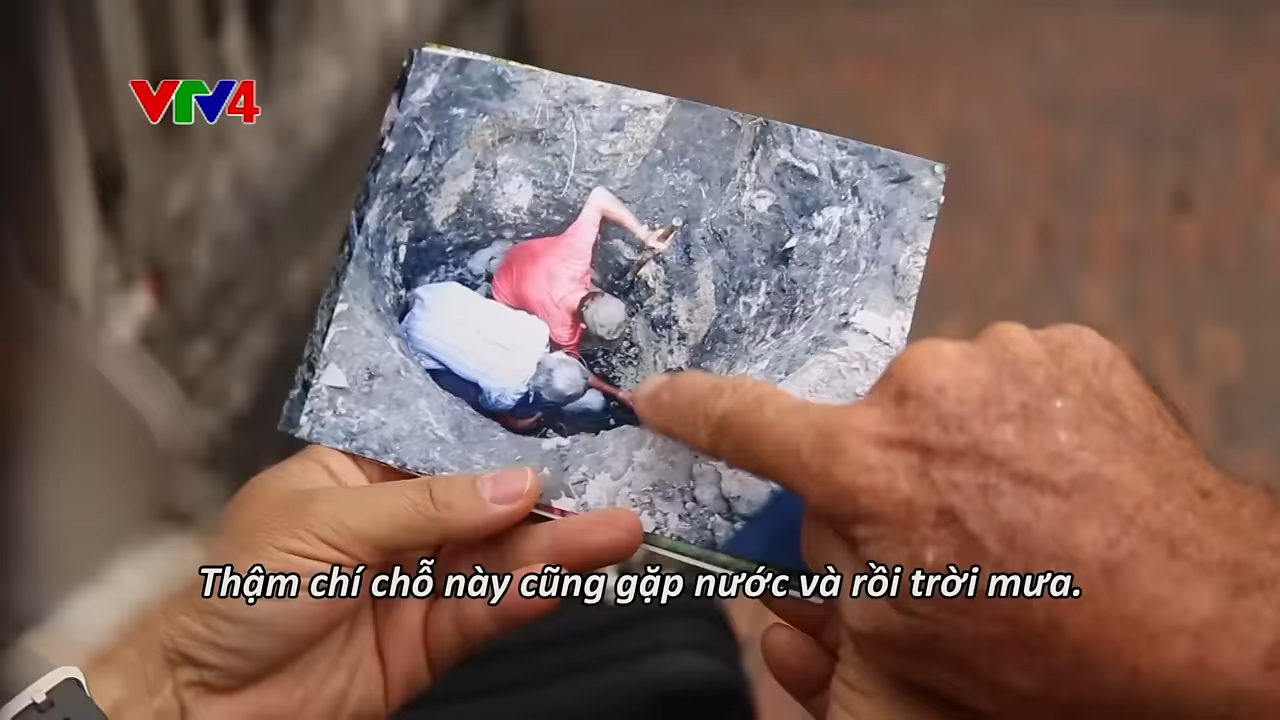 VTV4
Thậm chí chỗ này cũng gặp nước và rồi trời mưa.